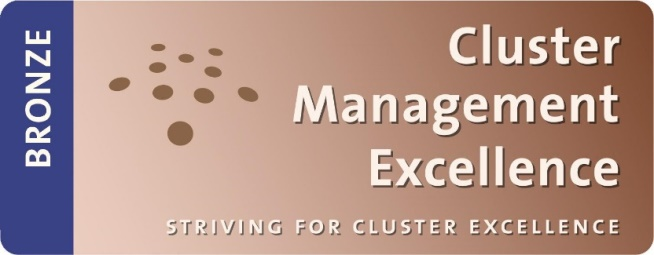 BRONZE
Cluster
Management
Excellence
STRIVING FOR CLUSTER EXCELLENCE